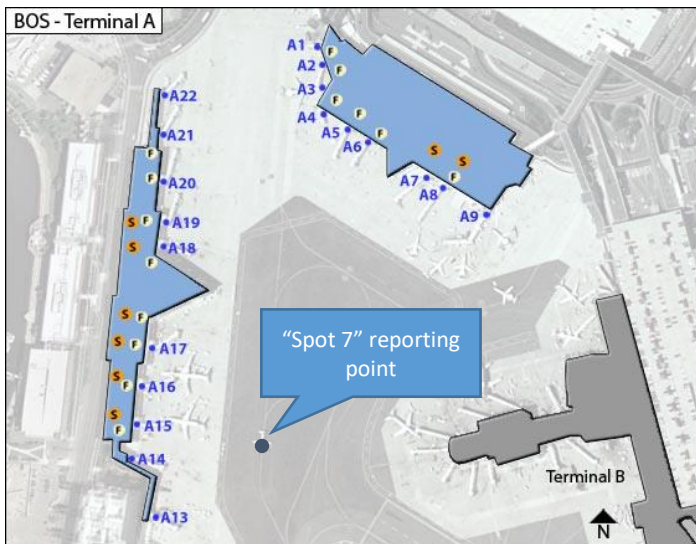 BOS - Terminal A
A1
F
A2
F
A3
F
A4
F
A5
F
A6
S
S
F
A7
A8
A9
A22
A21
F
F
A20
S
F
A19
S
A18
F
S
F
S
F
A17
S
F
A16
S
F
A15
A14
A13
“Spot 7” reporting
point
Terminal B
N